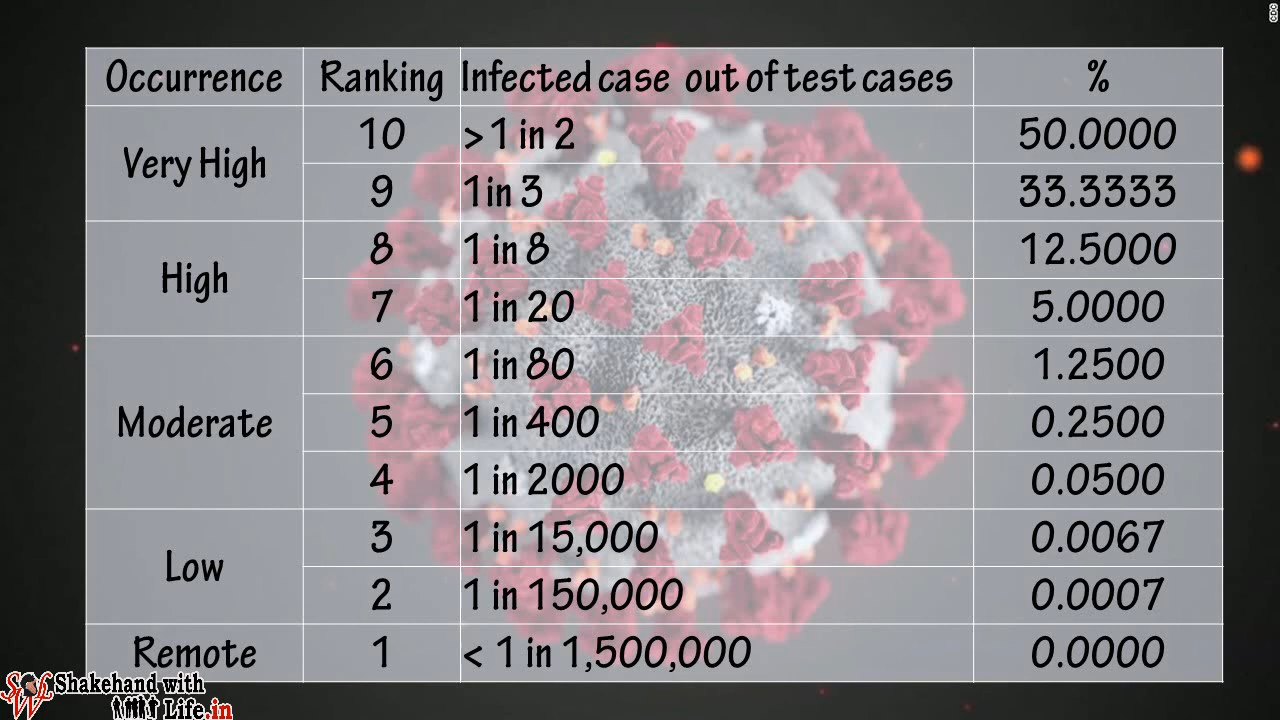 CDC
Occurrence Ranking Infected case out of test cases %
Very High 10 > 1 in 2 50.0000
9 1 in 3 33.3333
High 8 1 in 8 12.5000
7 1 in 20 5.0000
Moderate 6 1 in 80 1.2500
5 1 in 400 0.2500
4 1 in 2000 0.0500
Low 3 1 in 15,000 0.0067
2 1 in 150,000 0.0007
Remote 1 < 1 in 1,500,000 0.0000
SWL Shakehand with
Life.in